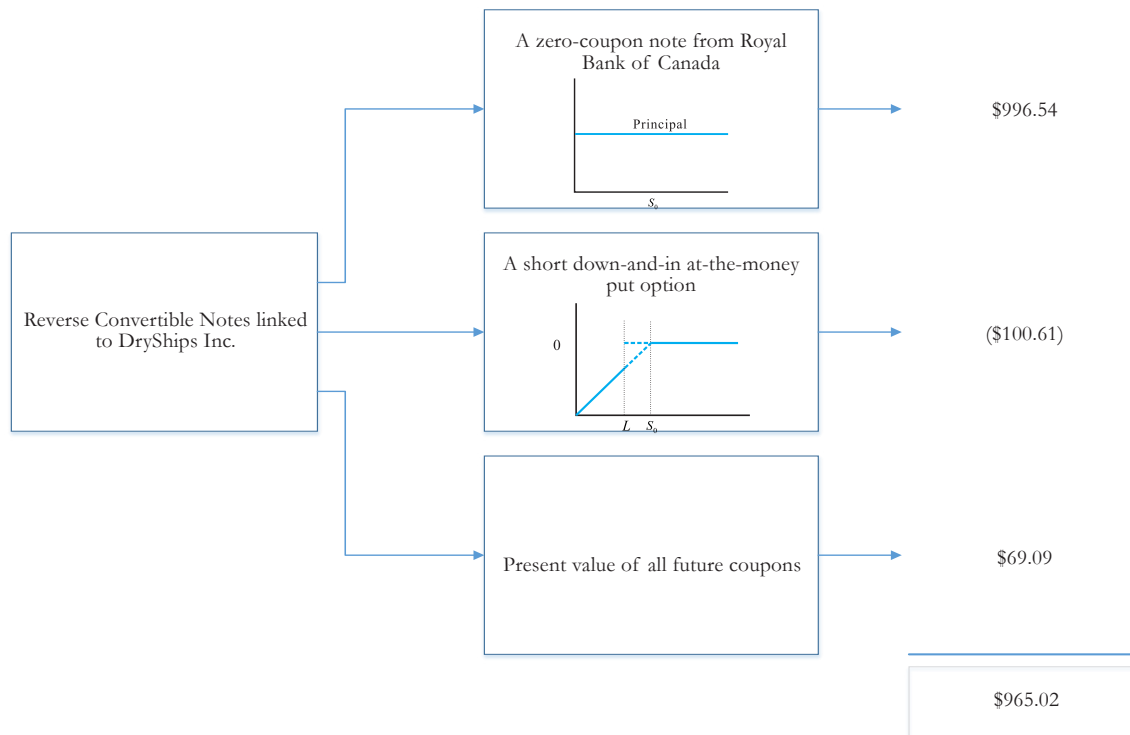 A zero-coupon note from Royal
Bank of Canada
Principal
S₀
$996.54
Reverse Convertible Notes linked
to DryShips Inc.
A short down-and-in at-the-money
put option
0
L S₀
($100.61)
Present value of all future coupons
$69.09
$965.02